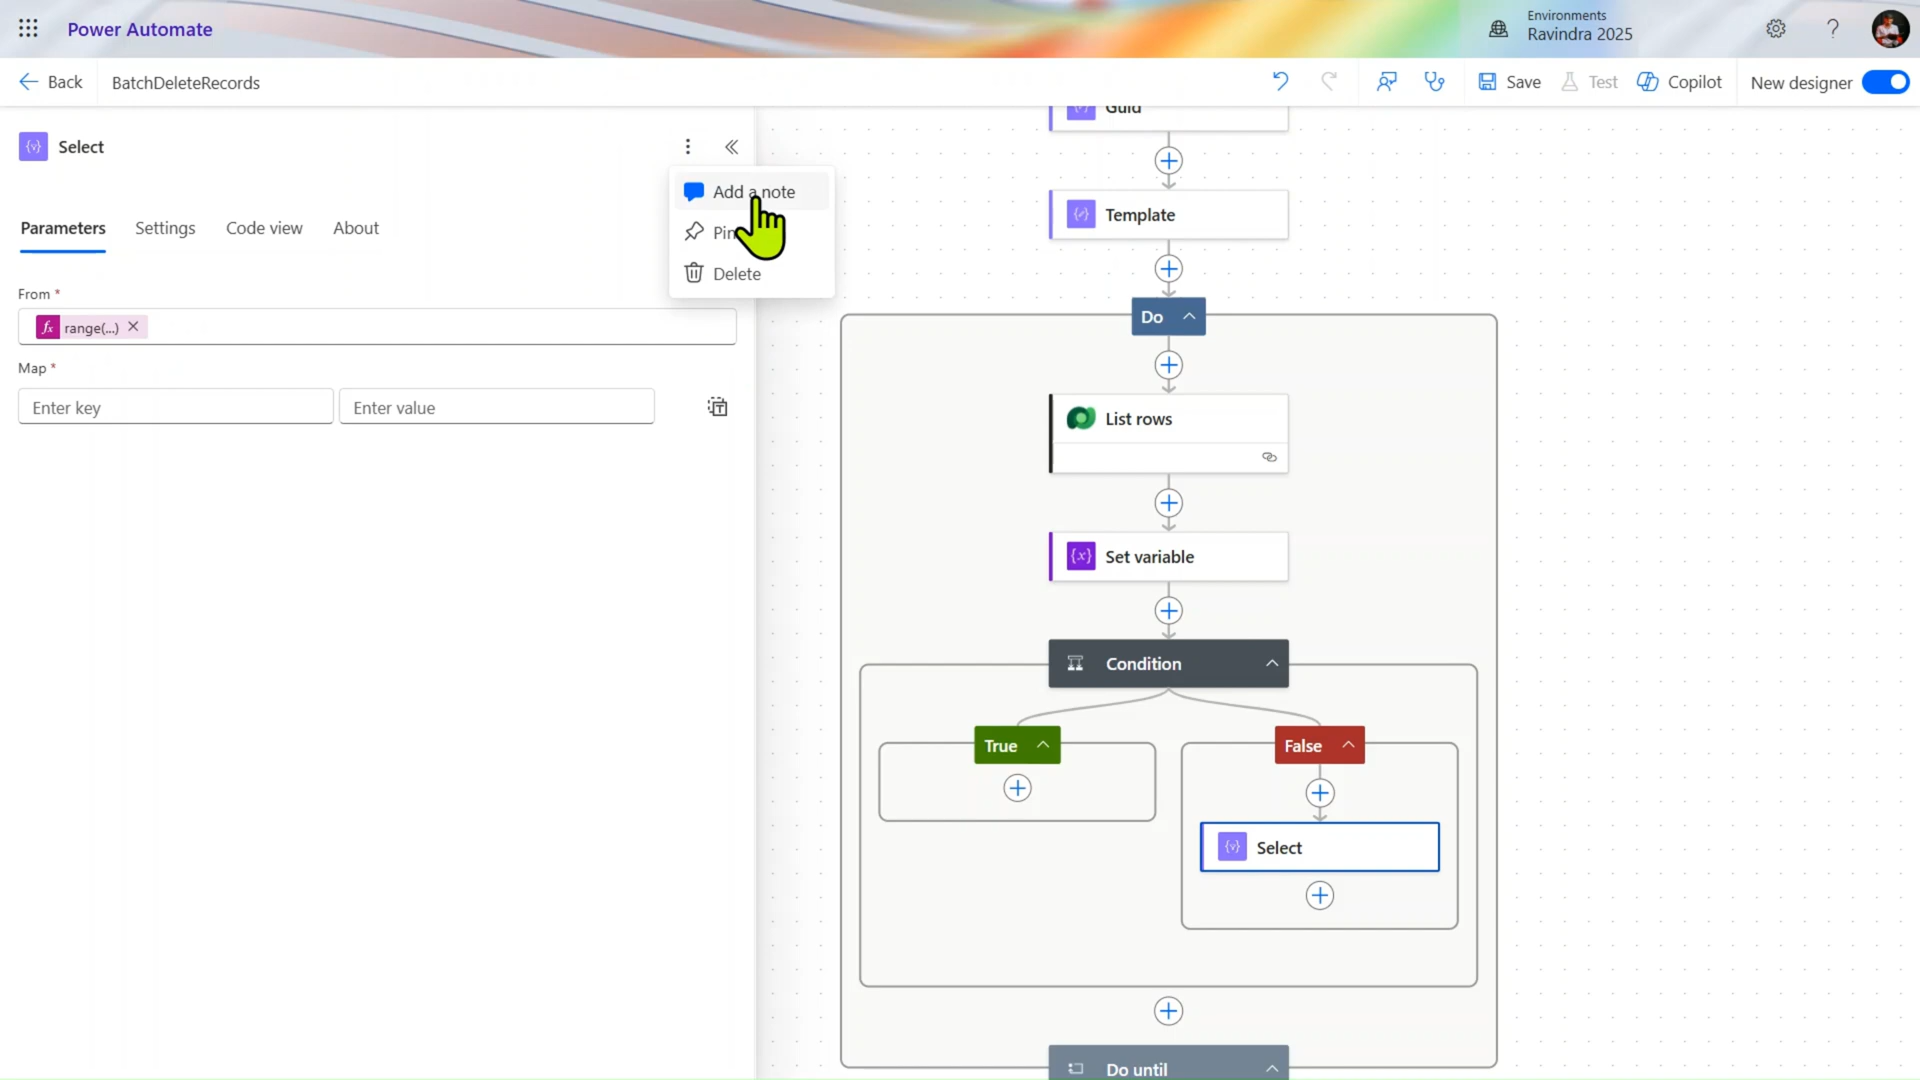 Power Automate
Environments
Ravindra 2025
Back
BatchDeleteRecords
Save
Test
Copilot
New designer
Select
Add a note
Pin
Delete
Parameters
Settings
Code view
About
From *
fx range(...)
Map *
Enter key
Enter value
Guid
Template
Do
List rows
Set variable
Condition
True
False
Select
Do until